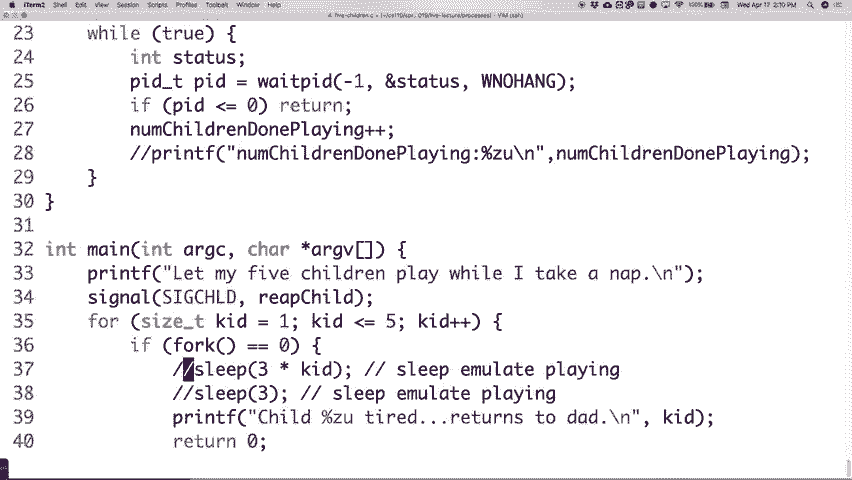 iTerm2 Shell Edit View Session Scripts Profiles Toolbelt Window Help 100% Wed Apr 17 2:10 PM
23 while (true) {
24 int status;
25 pid_t pid = waitpid(-1, &status, WNOHANG);
26 if (pid <= 0) return;
27 numChildrenDonePlaying++;
28 //printf("numChildrenDonePlaying:%zu\n",numChildrenDonePlaying);
29 }
30 }
31
32 int main(int argc, char *argv[]) {
33 printf("Let my five children play while I take a nap.\n");
34 signal(SIGCHLD, reapChild);
35 for (size_t kid = 1; kid <= 5; kid++) {
36 if (fork() == 0) {
37 //sleep(3 * kid); // sleep emulate playing
38 //sleep(3); // sleep emulate playing
39 printf("Child %zu tired...returns to dad.\n", kid);
40 return 0;